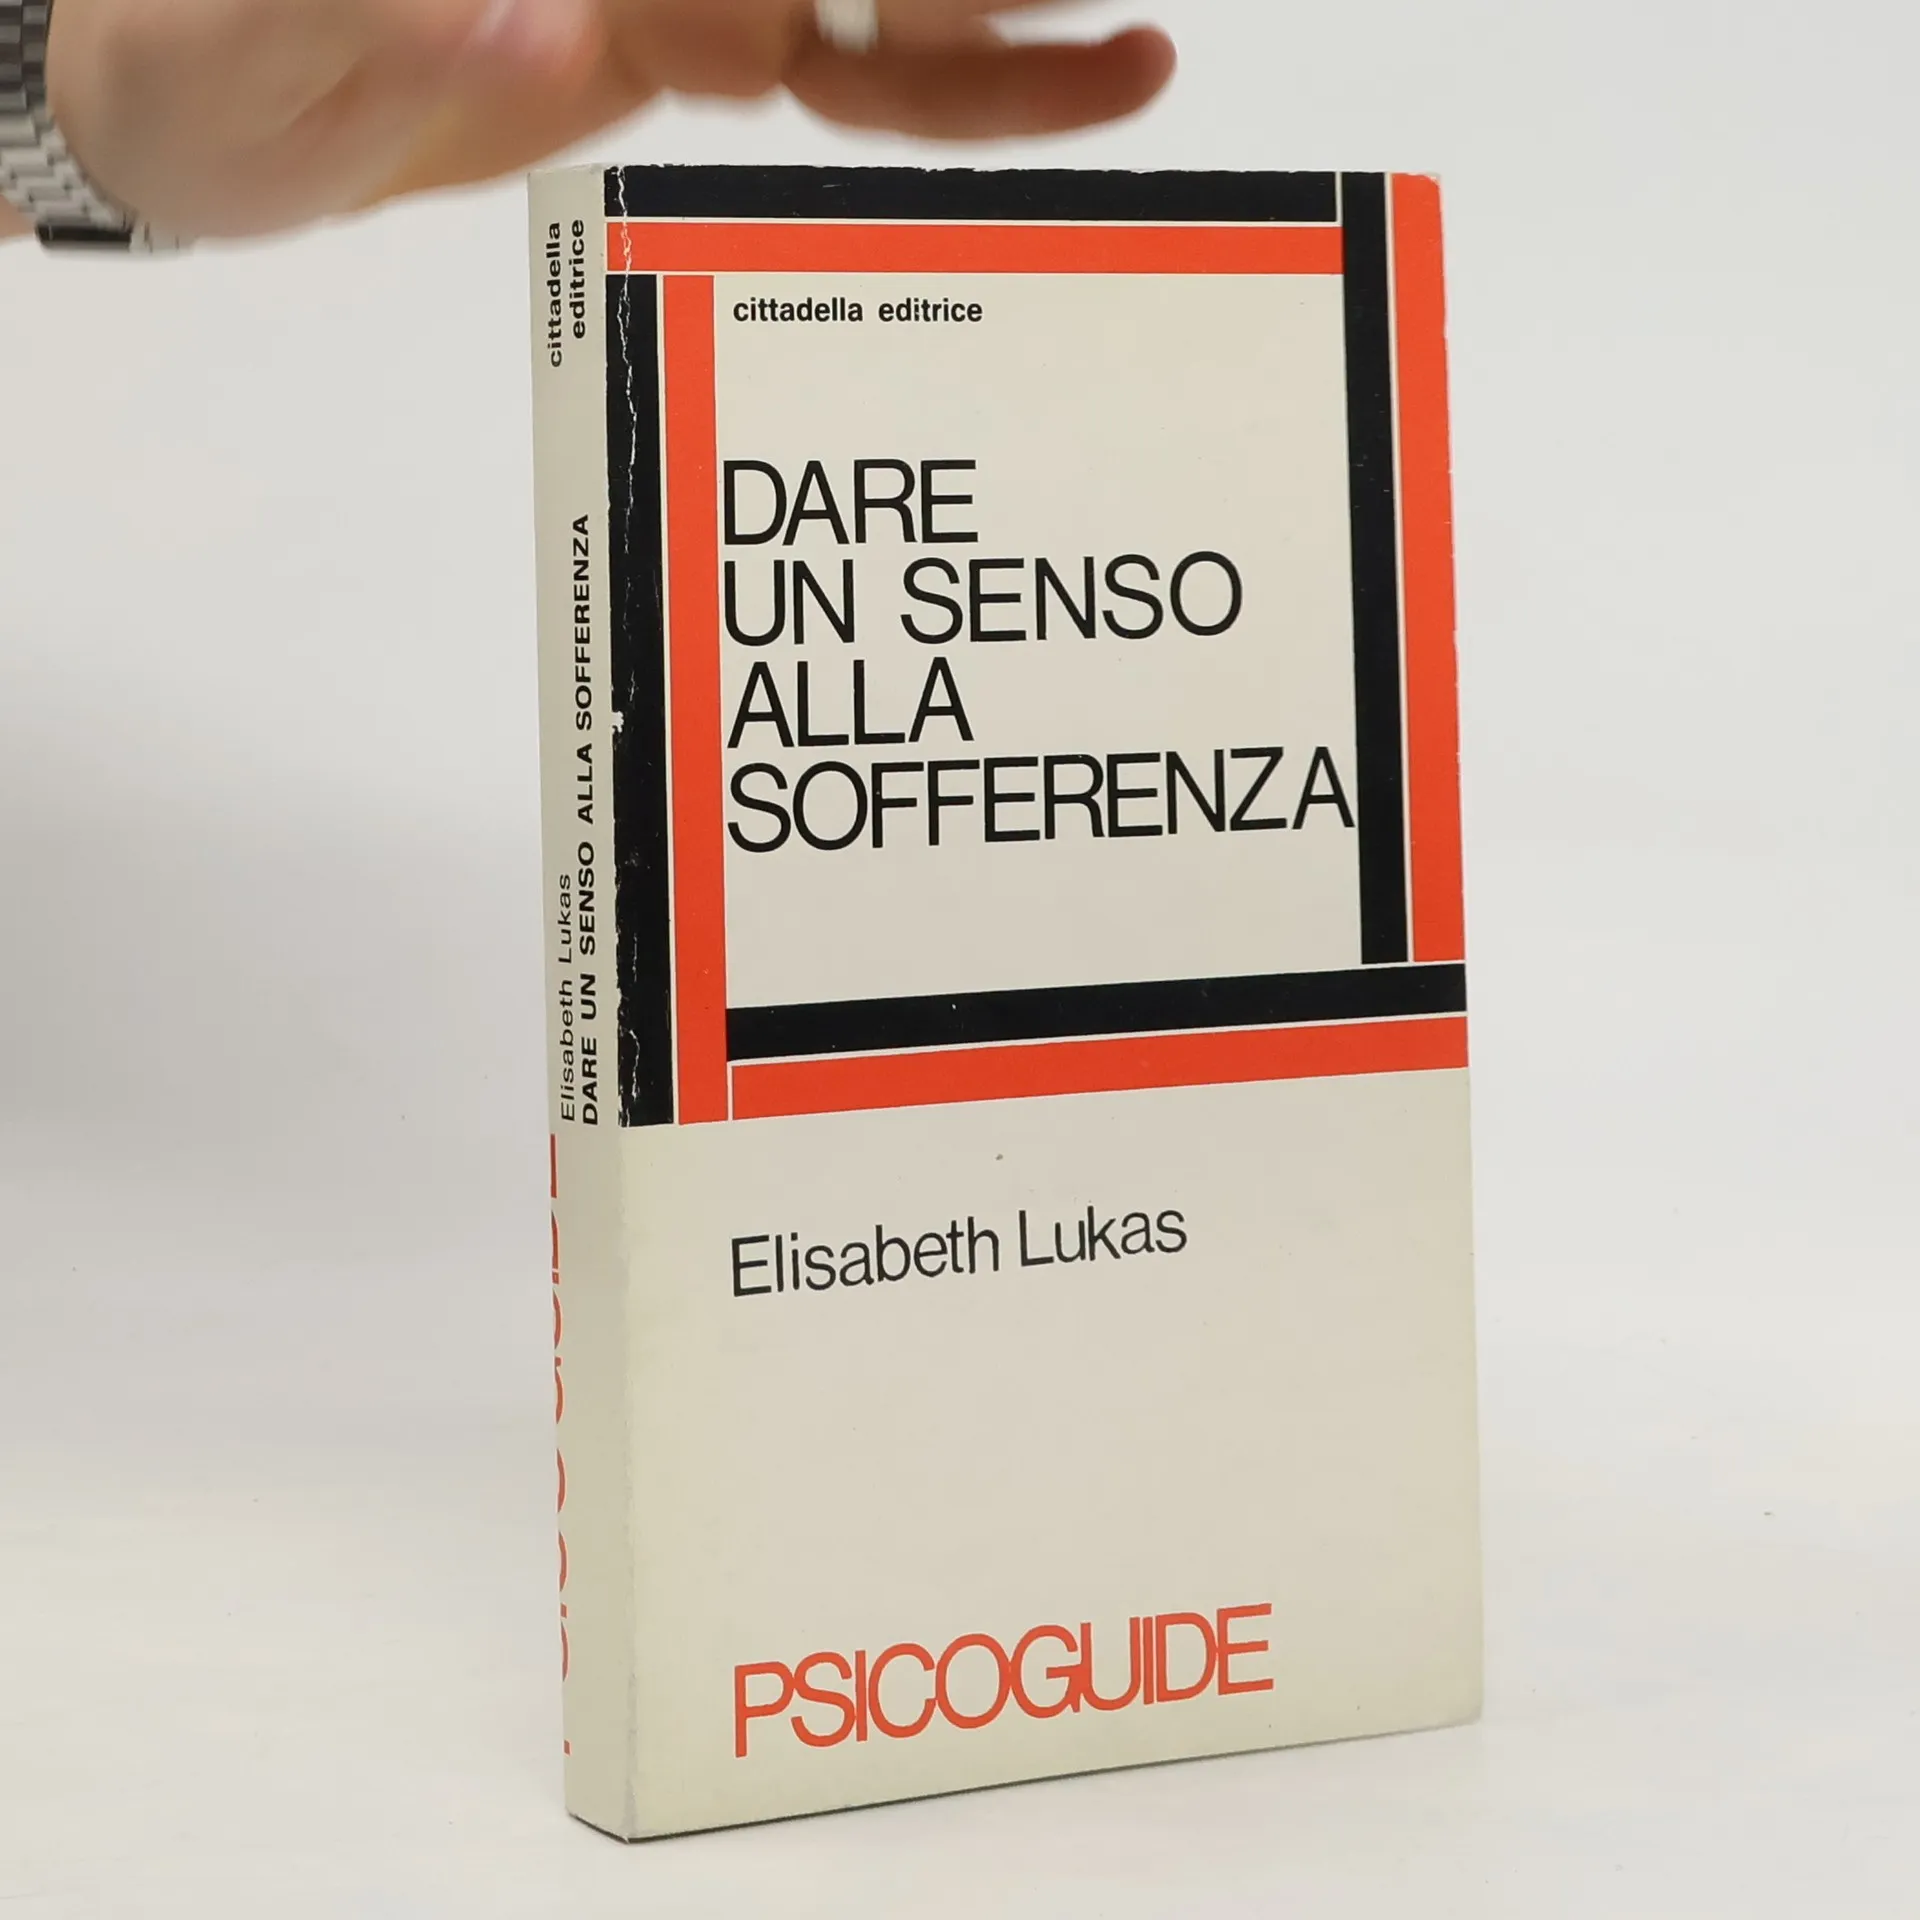 cittadella editrice
DARE
UN SENSO
ALLA
SOFFERENZA
Elisabeth Lukas
PSICOGUIDE
Elisabeth Lukas
DARE UN SENSO ALLA SOFFERENZA
cittadella
editrice